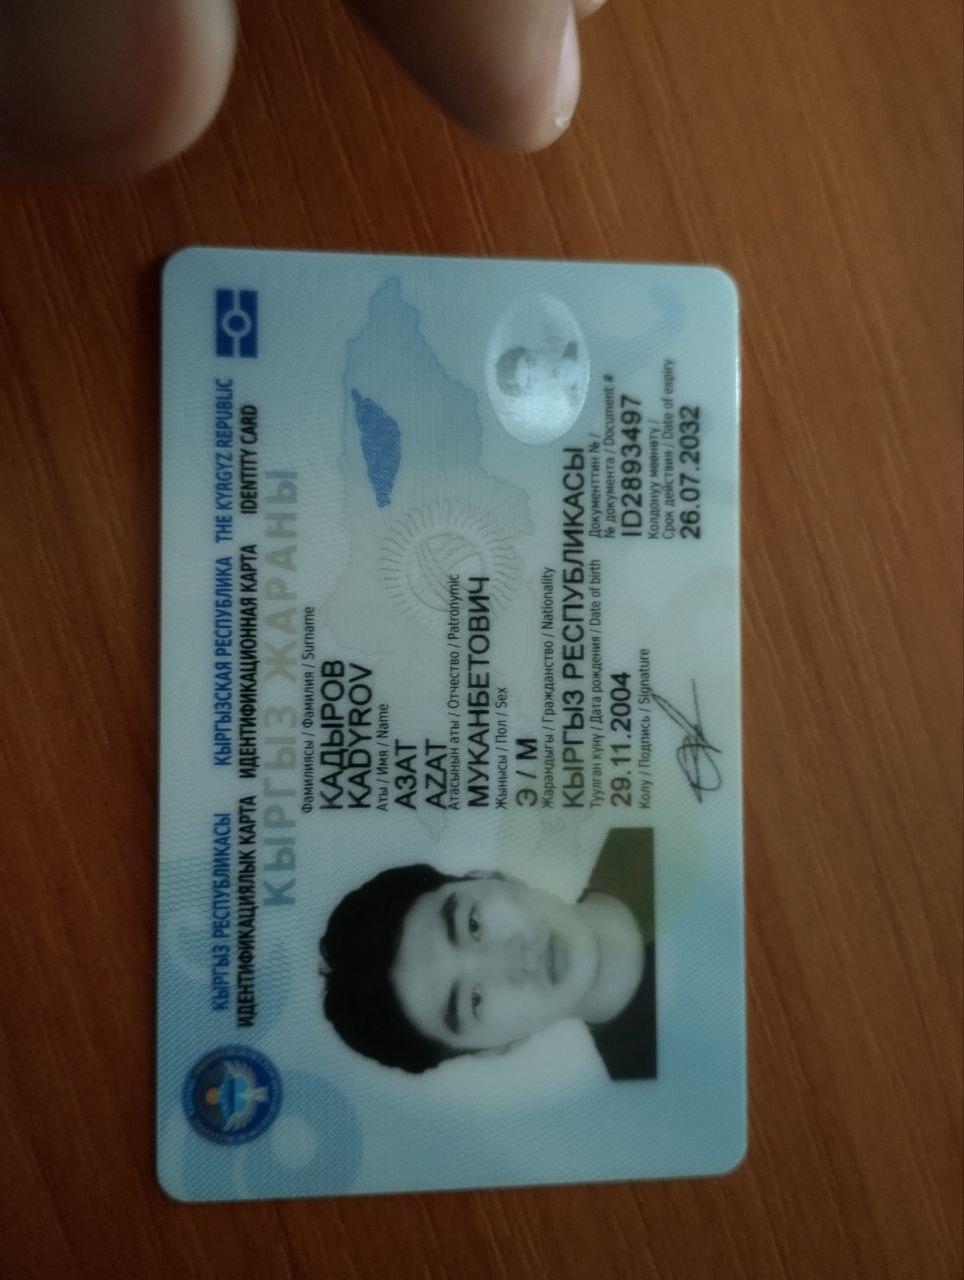 КЫРГЫЗ РЕСПУБЛИКАСЫ КЫРГЫЗСКАЯ РЕСПУБЛИКА THE KYRGYZ REPUBLIC
ИДЕНТИФИКАЦИЯЛЫК КАРТА ИДЕНТИФИКАЦИОННАЯ КАРТА IDENTITY CARD
КЫРГЫЗ ЖАРАНЫ
Фамилиясы / Фамилия / Surname
КАДЫРОВ
KADYROV
Аты / Имя / Name
АЗАТ
AZAT
Атасынын аты / Отчество / Patronymic
МУКАНБЕТОВИЧ
Жынысы / Пол / Sex
Э / М
Жарандыгы / Гражданство / Nationality
КЫРГЫЗ РЕСПУБЛИКАСЫ
Туулган күнү / Дата рождения / Date of birth
29.11.2004
Документтин № /
№ документа / Document #
ID2893497
Колу / Подпись / Signature
Колдонуу мөөнөтү /
Срок действия / Date of expiry
26.07.2032